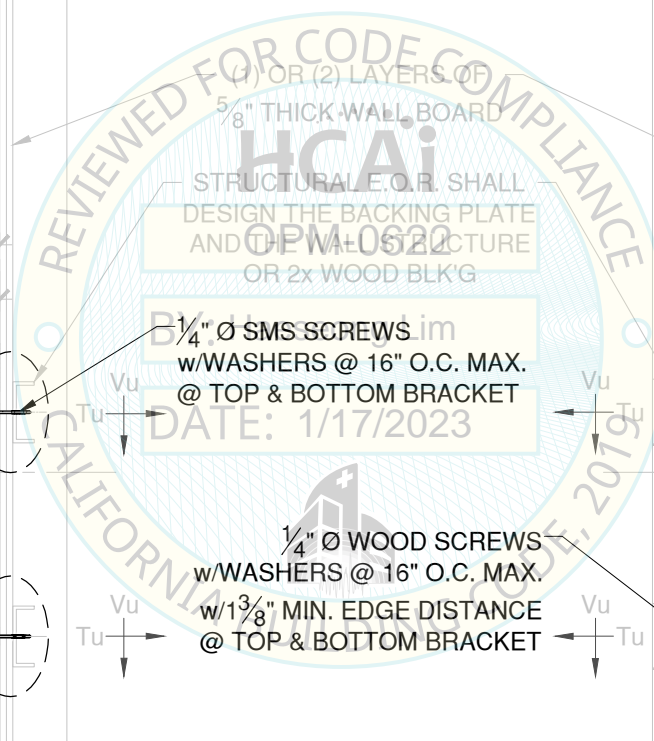 REVIEWED FOR CODE COMPLIANCE
(1) OR (2) LAYERS OF
5/8" THICK WALL BOARD
HCAi
STRUCTURAL E.O.R. SHALL
DESIGN THE BACKING PLATE
AND THE WALL STRUCTURE
OR 2x WOOD BLK'G
OPM-0622
BY:
Lim
1/4" Ø SMS SCREWS
w/WASHERS @ 16" O.C. MAX.
@ TOP & BOTTOM BRACKET
Vu
Tu
Vu
Tu
DATE: 1/17/2023
1/4" Ø WOOD SCREWS
w/WASHERS @ 16" O.C. MAX.
w/1 3/8" MIN. EDGE DISTANCE
@ TOP & BOTTOM BRACKET
Vu
Tu
Vu
Tu
CALIFORNIA BUILDING CODE, 2019